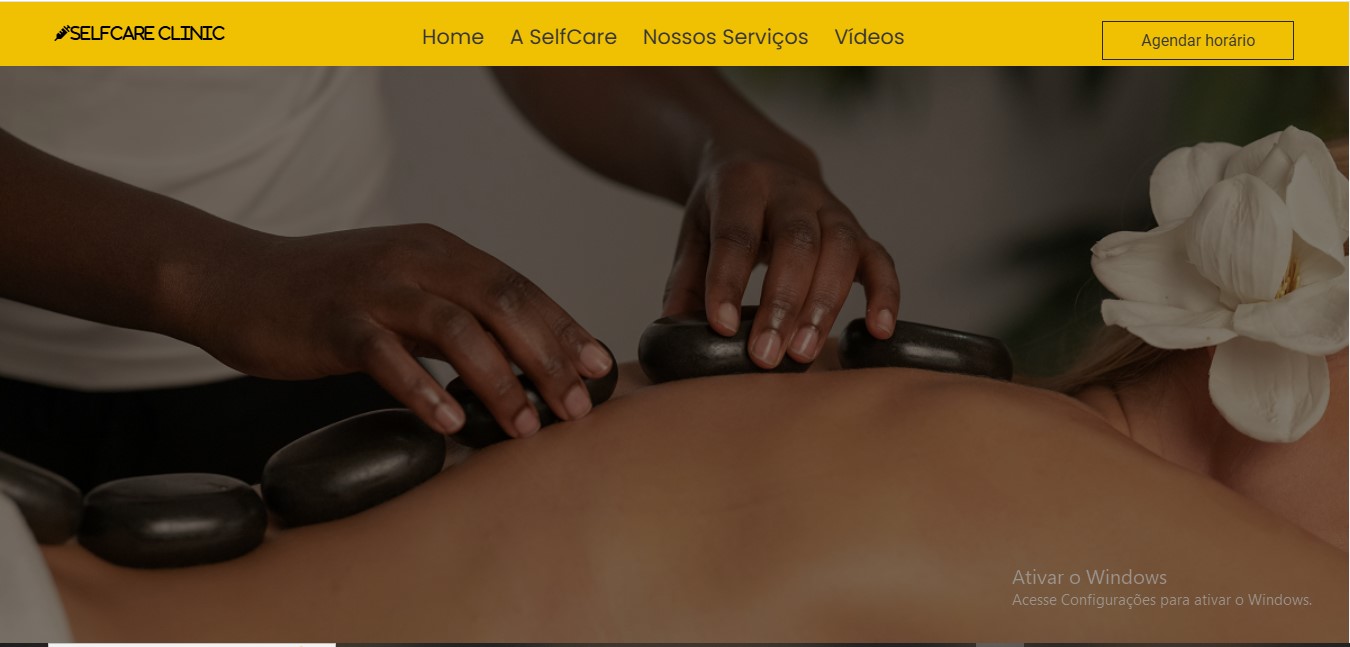 SELFCARE CLINIC
Home A SelfCare Nossos Serviços Vídeos
Agendar horário
Ativar o Windows
Acesse Configurações para ativar o Windows.